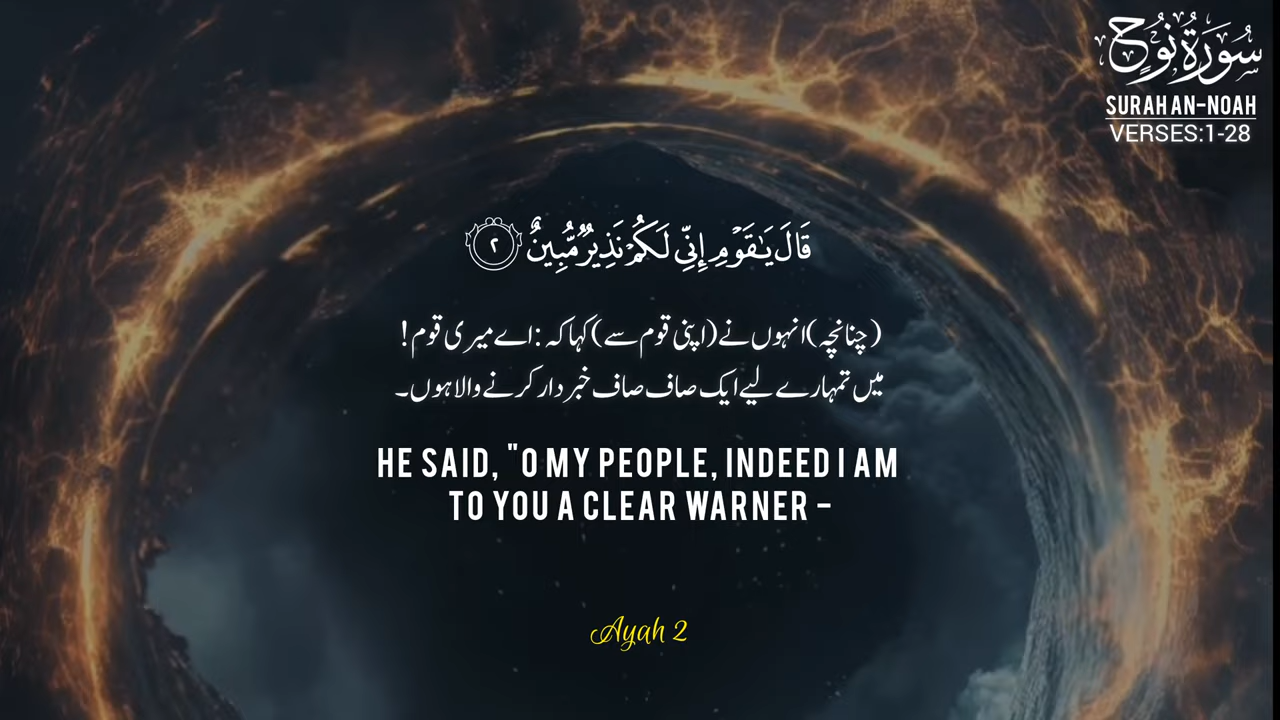 سُورَةُ نُوحٍ
SURAH AN-NOAH
VERSES:1-28
قَالَ يَٰقَوْمِ إِنِّي لَكُمْ نَذِيرٌ مُّبِينٌ ٢
(چنانچہ) انہوں نے (اپنی قوم سے) کہا کہ : اے میری قوم !
میں تمہارے لیے ایک صاف صاف خبردار کرنے والا ہوں۔
HE SAID, "O MY PEOPLE, INDEED I AM
TO YOU A CLEAR WARNER -
Ayah 2